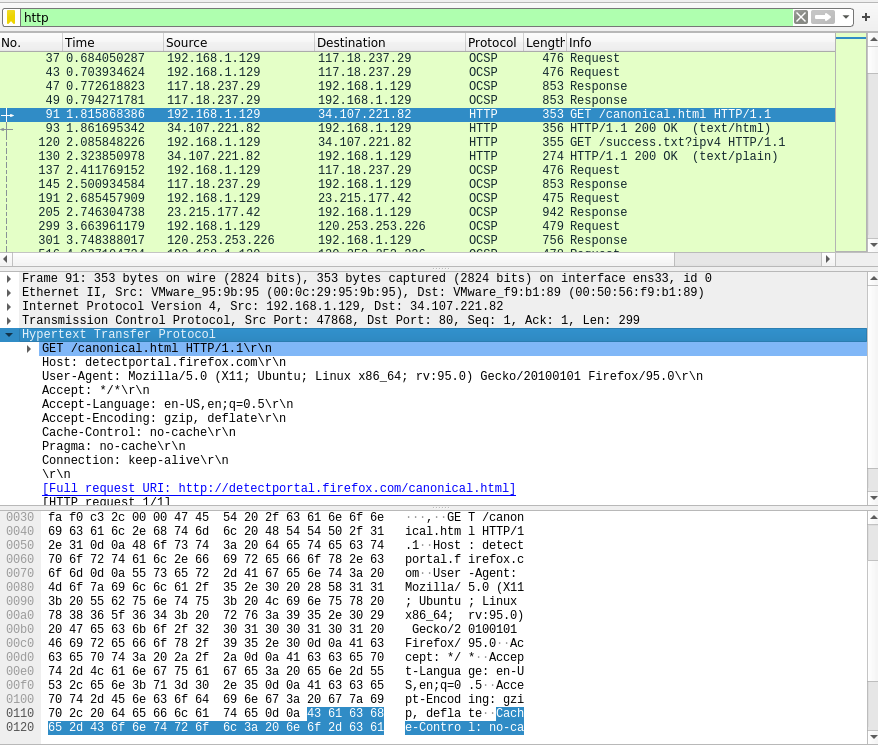 http
No. Time Source Destination Protocol Length Info
37 0.684050287 192.168.1.129 117.18.237.29 OCSP 476 Request
43 0.703934624 192.168.1.129 117.18.237.29 OCSP 476 Request
47 0.772618823 117.18.237.29 192.168.1.129 OCSP 853 Response
49 0.794271781 117.18.237.29 192.168.1.129 OCSP 853 Response
91 1.815868386 192.168.1.129 34.107.221.82 HTTP 353 GET /canonical.html HTTP/1.1
93 1.861695342 34.107.221.82 192.168.1.129 HTTP 356 HTTP/1.1 200 OK (text/html)
120 2.085848226 192.168.1.129 34.107.221.82 HTTP 355 GET /success.txt?ipv4 HTTP/1.1
130 2.323850978 34.107.221.82 192.168.1.129 HTTP 274 HTTP/1.1 200 OK (text/plain)
137 2.411769152 192.168.1.129 117.18.237.29 OCSP 476 Request
145 2.500934584 117.18.237.29 192.168.1.129 OCSP 853 Response
191 2.685457909 192.168.1.129 23.215.177.42 OCSP 475 Request
205 2.746304738 23.215.177.42 192.168.1.129 OCSP 942 Response
299 3.663961179 192.168.1.129 120.253.253.226 OCSP 479 Request
301 3.748388017 120.253.253.226 192.168.1.129 OCSP 756 Response
Frame 91: 353 bytes on wire (2824 bits), 353 bytes captured (2824 bits) on interface ens33, id 0
Ethernet II, Src: VMware_95:9b:95 (00:0c:29:95:9b:95), Dst: VMware_f9:b1:89 (00:50:56:f9:b1:89)
Internet Protocol Version 4, Src: 192.168.1.129, Dst: 34.107.221.82
Transmission Control Protocol, Src Port: 47868, Dst Port: 80, Seq: 1, Ack: 1, Len: 299
Hypertext Transfer Protocol
GET /canonical.html HTTP/1.1\r\n
Host: detectportal.firefox.com\r\n
User-Agent: Mozilla/5.0 (X11; Ubuntu; Linux x86_64; rv:95.0) Gecko/20100101 Firefox/95.0\r\n
Accept: */*\r\n
Accept-Language: en-US,en;q=0.5\r\n
Accept-Encoding: gzip, deflate\r\n
Cache-Control: no-cache\r\n
Pragma: no-cache\r\n
Connection: keep-alive\r\n
\r\n
[Full request URI: http://detectportal.firefox.com/canonical.html]
[HTTP request 1/1]
0030 fa f0 c3 2c 00 00 47 45 54 20 2f 63 61 6e 6f 6e ···,··GE T /canon
0040 69 63 61 6c 2e 68 74 6d 6c 20 48 54 54 50 2f 31 ical.htm l HTTP/1
0050 2e 31 0d 0a 48 6f 73 74 3a 20 64 65 74 65 63 74 .1··Host : detect
0060 70 6f 72 74 61 6c 2e 66 69 72 65 66 6f 78 2e 63 portal.f irefox.c
0070 6f 6d 0d 0a 55 73 65 72 2d 41 67 65 6e 74 3a 20 om··User -Agent:
0080 4d 6f 7a 69 6c 6c 61 2f 35 2e 30 20 28 58 31 31 Mozilla/ 5.0 (X11
0090 3b 20 55 62 75 6e 74 75 3b 20 4c 69 6e 75 78 20 ; Ubuntu ; Linux
00a0 78 38 36 5f 36 34 3b 20 72 76 3a 39 35 2e 30 29 x86_64; rv:95.0)
00b0 20 47 65 63 6b 6f 2f 32 30 31 30 30 31 30 31 20 Gecko/2 0100101
00c0 46 69 72 65 66 6f 78 2f 39 35 2e 30 0d 0a 41 63 Firefox/ 95.0··Ac
00d0 63 65 70 74 3a 20 2a 2f 2a 0d 0a 41 63 63 65 70 cept: */ *··Accep
00e0 74 2d 4c 61 6e 67 75 61 67 65 3a 20 65 6e 2d 55 t-Langua ge: en-U
00f0 53 2c 65 6e 3b 71 3d 30 2e 35 0d 0a 41 63 63 65 S,en;q=0 .5··Acce
0100 70 74 2d 45 6e 63 6f 64 69 6e 67 3a 20 67 7a 69 pt-Encod ing: gzi
0110 70 2c 20 64 65 66 6c 61 74 65 0d 0a 43 61 63 68 p, defla te··Cach
0120 65 2d 43 6f 6e 74 72 6f 6c 3a 20 6e 6f 2d 63 61 e-Contro l: no-ca